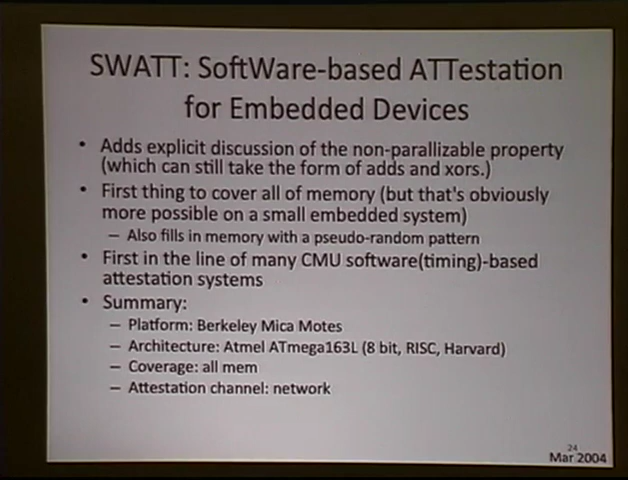 SWATT: SoftWare-based ATTestation
for Embedded Devices
• Adds explicit discussion of the non-parallizable property
(which can still take the form of adds and xors.)
• First thing to cover all of memory (but that's obviously
more possible on a small embedded system)
– Also fills in memory with a pseudo-random pattern
• First in the line of many CMU software(timing)-based
attestation systems
• Summary:
– Platform: Berkeley Mica Motes
– Architecture: Atmel ATmega163L (8 bit, RISC, Harvard)
– Coverage: all mem
– Attestation channel: network
24
Mar 2004